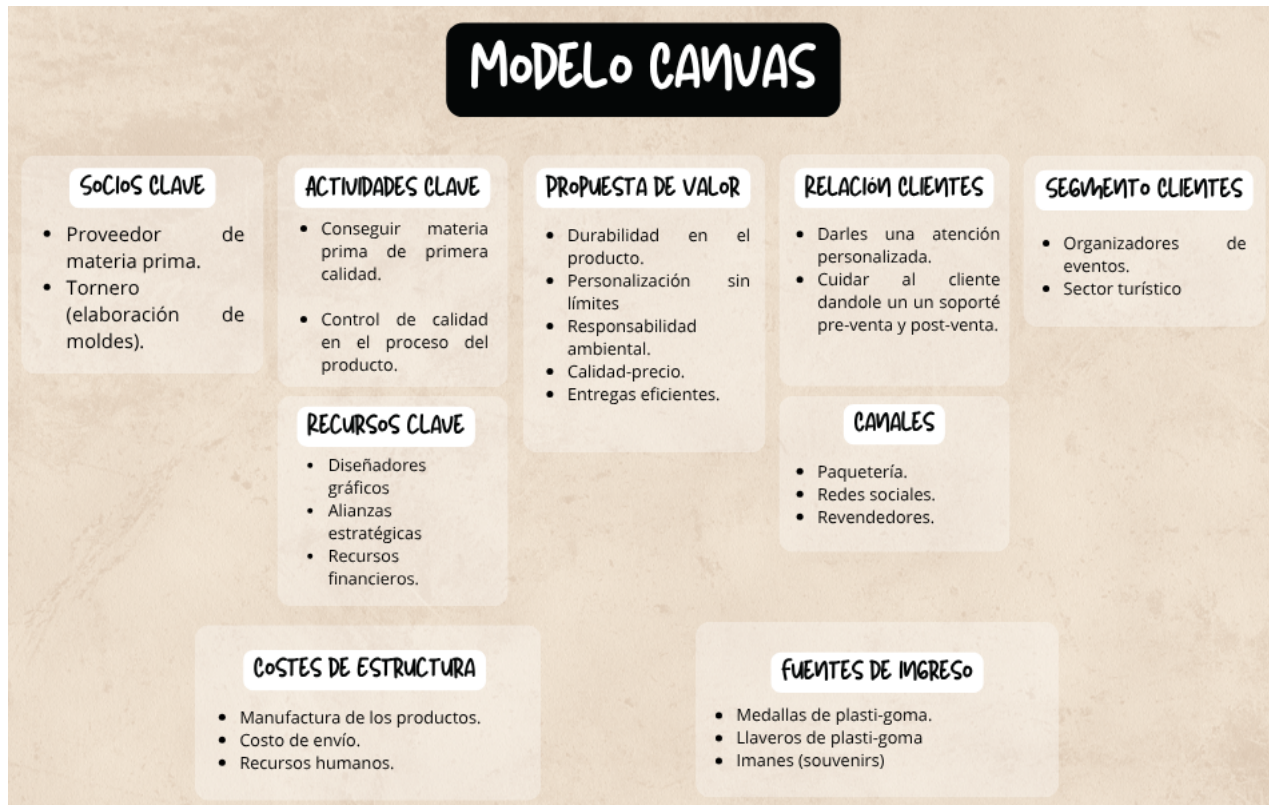 MODELO CANVAS
SOCIOS CLAVE
• Proveedor de
materia prima.
• Tornero
(elaboración de
moldes).
ACTIVIDADES CLAVE
• Conseguir materia
prima de primera
calidad.
• Control de calidad
en el proceso del
producto.
RECURSOS CLAVE
• Diseñadores
gráficos
• Alianzas
estratégicas
• Recursos
financieros.
PROPUESTA DE VALOR
• Durabilidad en el
producto.
• Personalización sin
límites
• Responsabilidad
ambiental.
• Calidad-precio.
• Entregas eficientes.
RELACIÓN CLIENTES
• Darles una atención
personalizada.
• Cuidar al cliente
dandole un un soporté
pre-venta y post-venta.
CANALES
• Paquetería.
• Redes sociales.
• Revendedores.
SEGMENTO CLIENTES
• Organizadores de
eventos.
• Sector turístico
COSTES DE ESTRUCTURA
• Manufactura de los productos.
• Costo de envío.
• Recursos humanos.
FUENTES DE INGRESO
• Medallas de plasti-goma.
• Llaveros de plasti-goma
• Imanes (souvenirs)